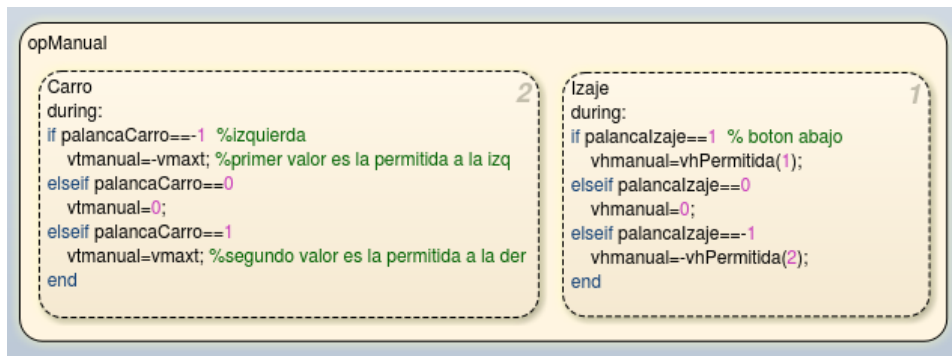 opManual
Carro
2
during:
if palancaCarro==-1 %izquierda
vtmanual=-vmaxt; %primer valor es la permitida a la izq
elseif palancaCarro==0
vtmanual=0;
elseif palancaCarro==1
vtmanual=vmaxt; %segundo valor es la permitida a la der
end
Izaje
1
during:
if palancaIzaje==1 % boton abajo
vhmanual=vhPermitida(1);
elseif palancaIzaje==0
vhmanual=0;
elseif palancaIzaje==-1
vhmanual=-vhPermitida(2);
end